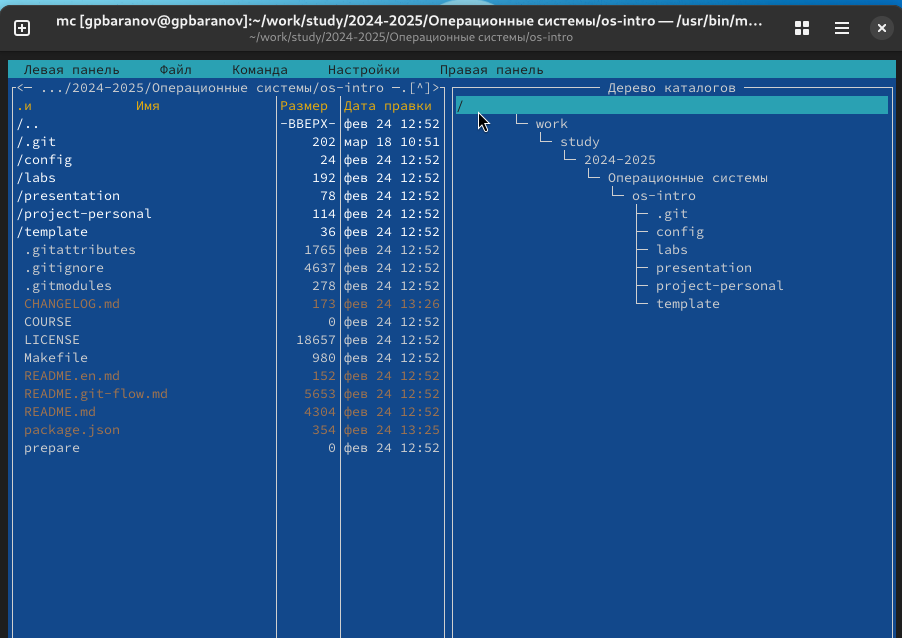 mc [gpbaranov@gpbaranov]:~/work/study/2024-2025/Операционные системы/os-intro — /usr/bin/m…
~/work/study/2024-2025/Операционные системы/os-intro
Левая панель Файл Команда Настройки Правая панель
<— .../2024-2025/Операционные системы/os-intro —.[^]>
.и Имя Размер Дата правки
/.. -ВВЕРХ- фев 24 12:52
/.git 202 мар 18 10:51
/config 24 фев 24 12:52
/labs 192 фев 24 12:52
/presentation 78 фев 24 12:52
/project-personal 114 фев 24 12:52
/template 36 фев 24 12:52
.gitattributes 1765 фев 24 12:52
.gitignore 4637 фев 24 12:52
.gitmodules 278 фев 24 12:52
CHANGELOG.md 173 фев 24 13:26
COURSE 0 фев 24 12:52
LICENSE 18657 фев 24 12:52
Makefile 980 фев 24 12:52
README.en.md 152 фев 24 12:52
README.git-flow.md 5653 фев 24 12:52
README.md 4304 фев 24 12:52
package.json 354 фев 24 13:25
prepare 0 фев 24 12:52
Дерево каталогов
/
work
study
2024-2025
Операционные системы
os-intro
.git
config
labs
presentation
project-personal
template